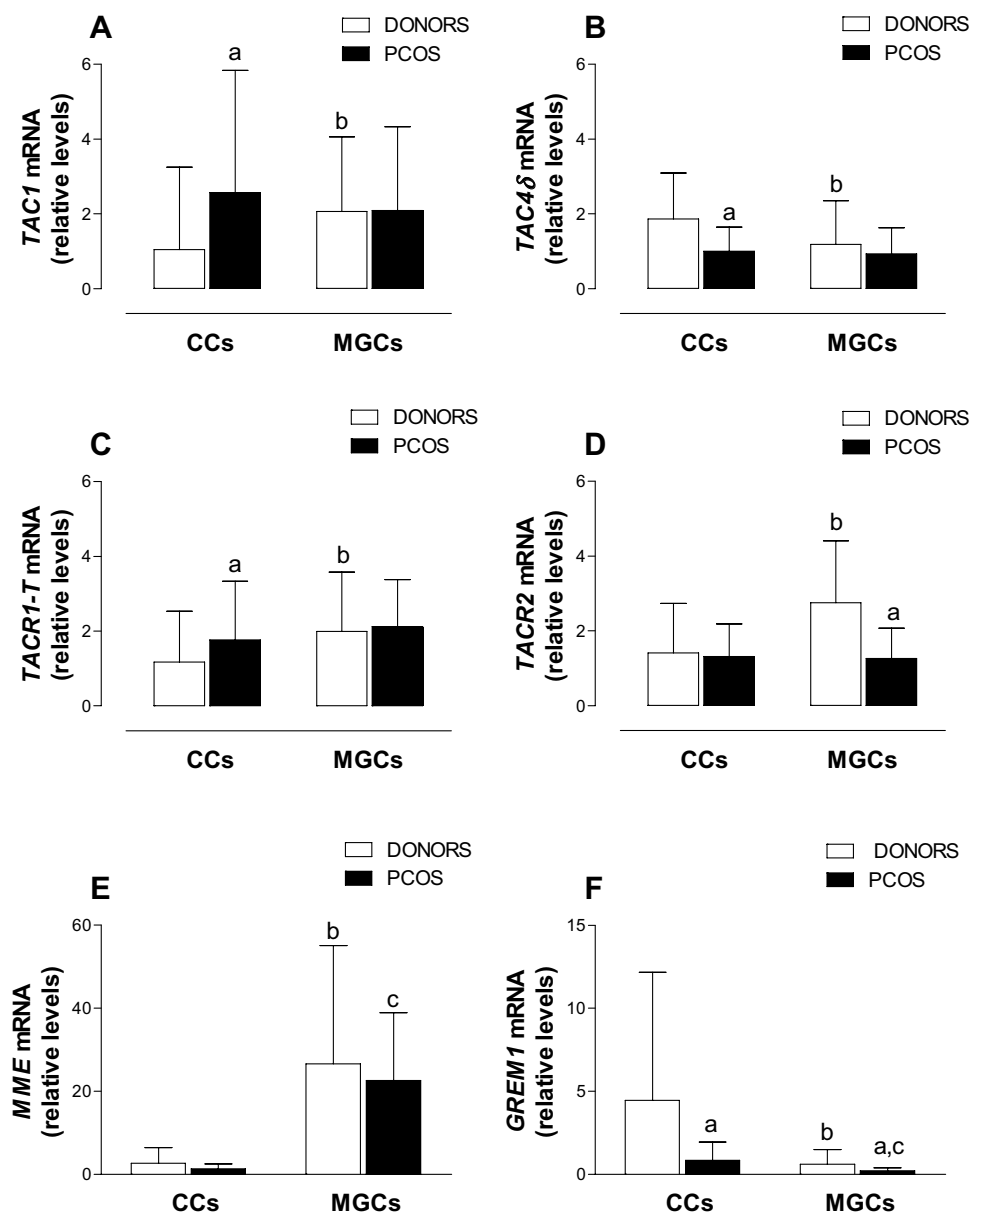 A
DONORS
PCOS
TAC1 mRNA
(relative levels)
6
4
2
0
a
b
CCs
MGCs
B
DONORS
PCOS
TAC4δ mRNA
(relative levels)
6
4
2
0
a
b
CCs
MGCs
C
DONORS
PCOS
TACR1-T mRNA
(relative levels)
6
4
2
0
a
b
CCs
MGCs
D
DONORS
PCOS
TACR2 mRNA
(relative levels)
6
4
2
0
b
a
CCs
MGCs
E
DONORS
PCOS
MME mRNA
(relative levels)
60
40
20
0
b
c
CCs
MGCs
F
DONORS
PCOS
GREM1 mRNA
(relative levels)
15
10
5
0
a
b
a,c
CCs
MGCs